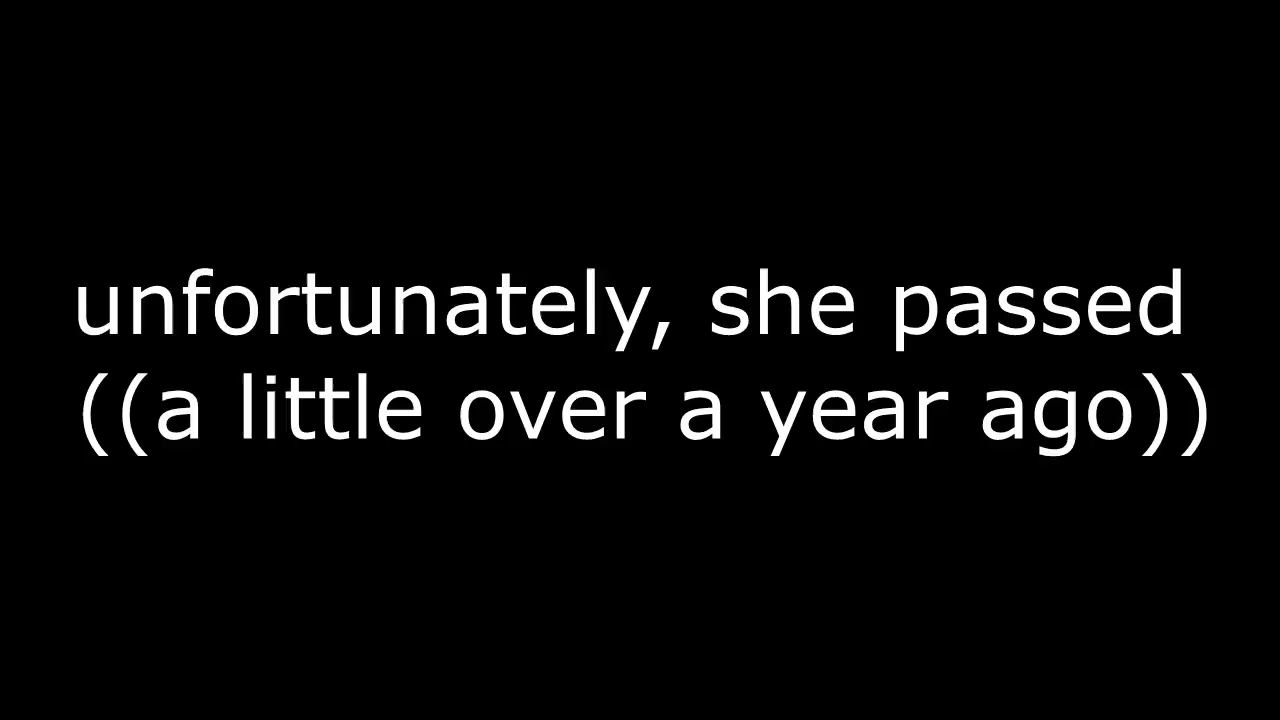 unfortunately, she passed
((a little over a year ago))